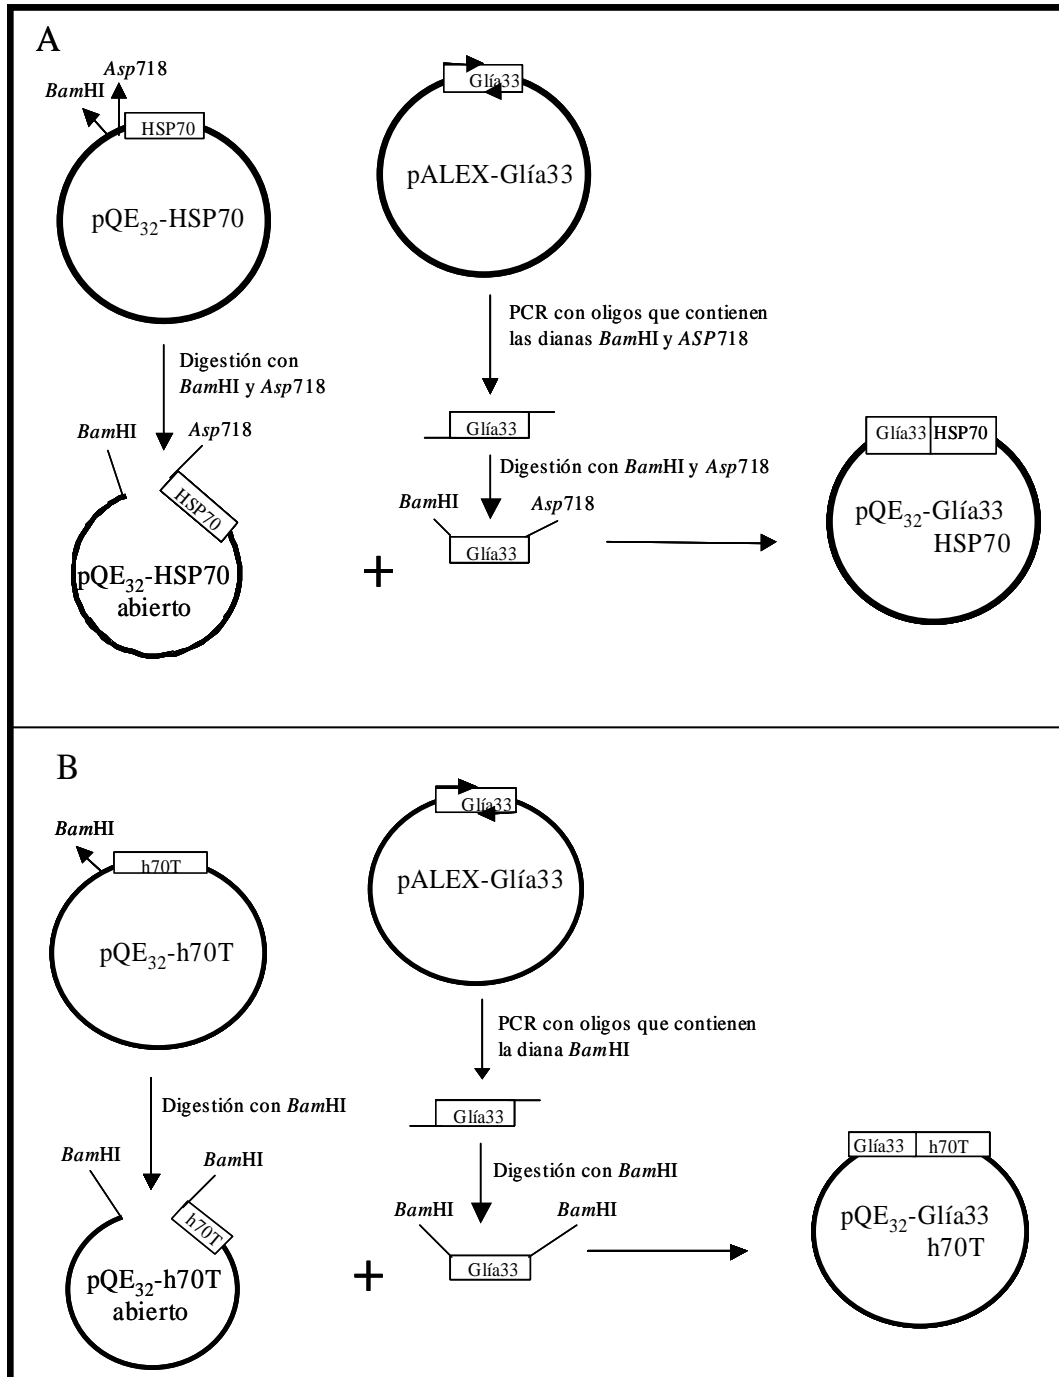 A
Asp718
BamHI
HSP70
pQE32-HSP70
Glía33
pALEX-Glía33
Digestión con
BamHI y Asp718
PCR con oligos que contienen
las dianas BamHI y ASP718
BamHI
Asp718
HSP70
pQE32-HSP70
abierto
+
Glía33
Digestión con BamHI y Asp718
BamHI
Asp718
Glía33
Glía33 HSP70
pQE32-Glía33
HSP70
B
BamHI
h70T
pQE32-h70T
Glía33
pALEX-Glía33
Digestión con BamHI
PCR con oligos que contienen
la diana BamHI
BamHI
BamHI
h70T
pQE32-h70T
abierto
+
Glía33
Digestión con BamHI
BamHI
BamHI
Glía33
Glía33 h70T
pQE32-Glía33
h70T